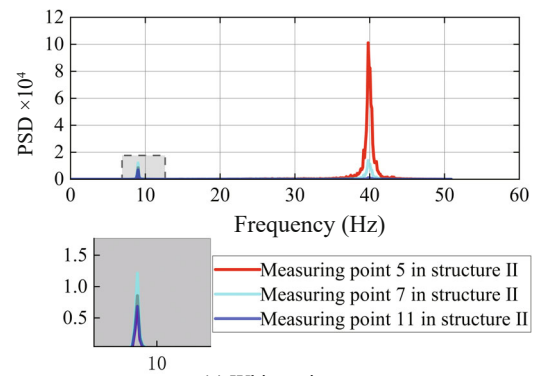 12
10
8
6
4
2
0
PSD ×10⁴
0 10 20 30 40 50 60
Frequency (Hz)
1.5
1.0
0.5
10
Measuring point 5 in structure II
Measuring point 7 in structure II
Measuring point 11 in structure II